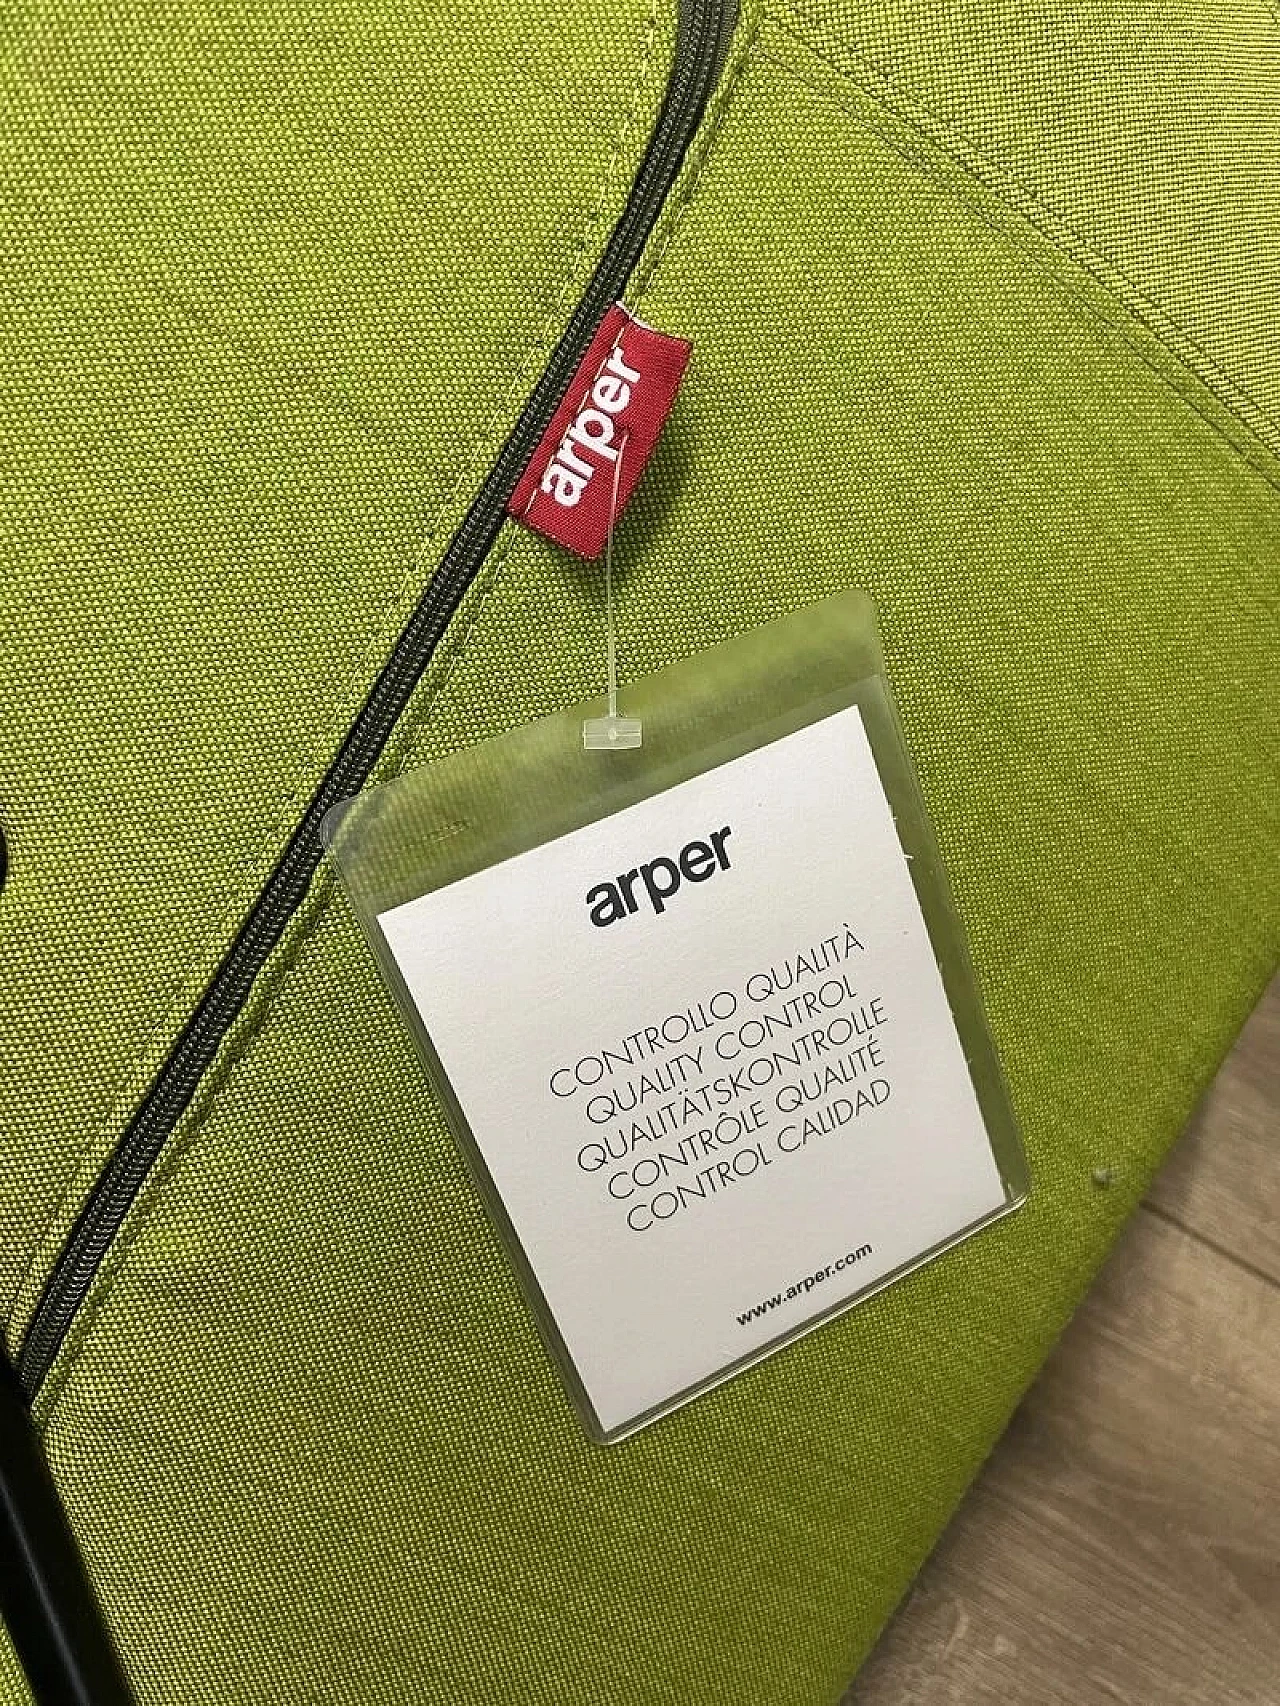 arper
arper
CONTROLLO QUALITÀ
QUALITY CONTROL
QUALITÄTSKONTROLLE
CONTRÔLE QUALITÉ
CONTROL CALIDAD
www.arper.com